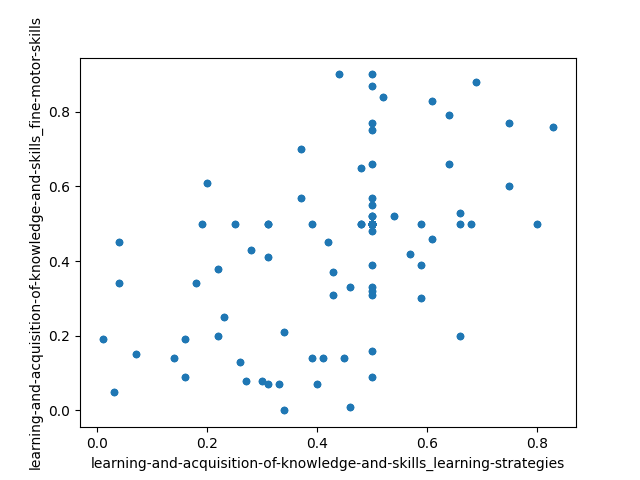 learning-and-acquisition-of-knowledge-and-skills_fine-motor-skills
0.8
0.6
0.4
0.2
0.0
0.0 0.2 0.4 0.6 0.8
learning-and-acquisition-of-knowledge-and-skills_learning-strategies